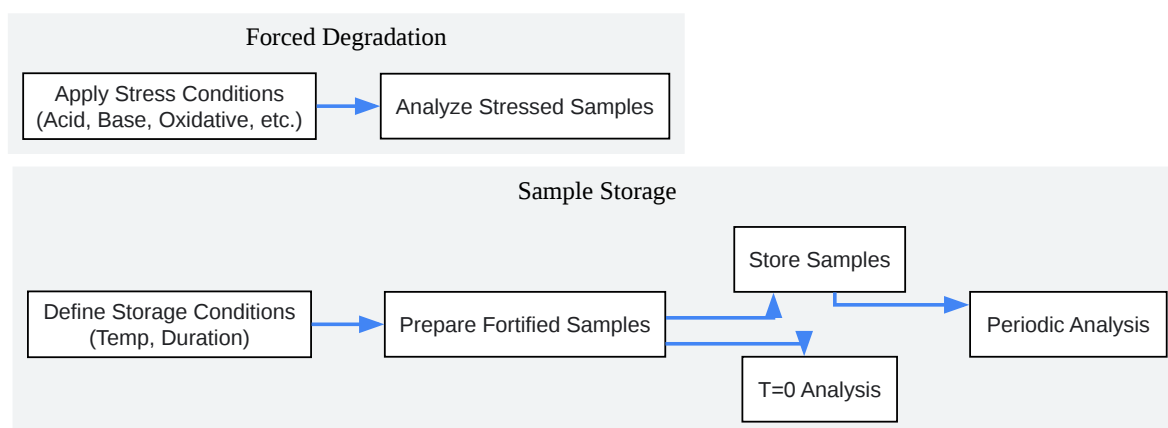 Forced Degradation
Apply Stress Conditions
(Acid, Base, Oxidative, etc.)
Analyze Stressed Samples
Sample Storage
Define Storage Conditions
(Temp, Duration)
Prepare Fortified Samples
Store Samples
T=0 Analysis
Periodic Analysis